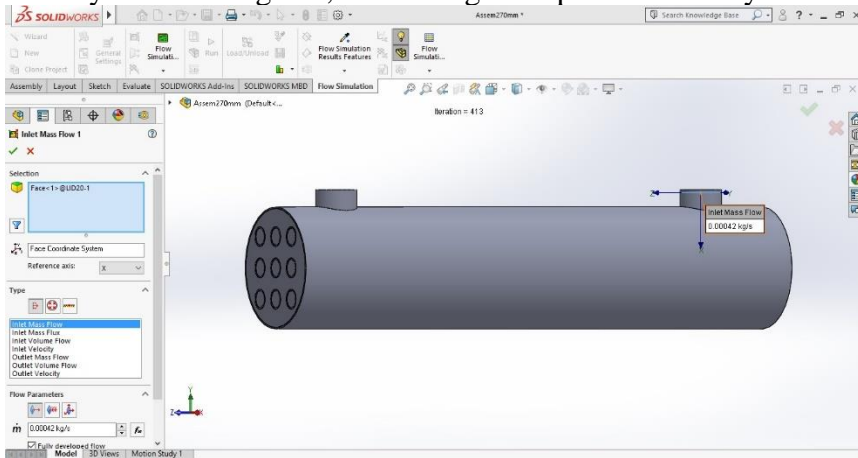 SOLIDWORKS
Assem270mm *
Search Knowledge Base
Wizard
New
Clone Project
General Settings
Flow Simulati...
Run
Load/Unload
Flow Simulation Results Features
Flow Simulati...
Assembly Layout Sketch Evaluate SOLIDWORKS Add-Ins SOLIDWORKS MBD Flow Simulation
Assem270mm (Default<...
Iteration = 413
Inlet Mass Flow 1
Selection
Face<1>@LID20-1
Face Coordinate System
Reference axis: X
Type
Inlet Mass Flow
Inlet Mass Flux
Inlet Volume Flow
Inlet Velocity
Outlet Mass Flow
Outlet Volume Flow
Outlet Velocity
Flow Parameters
ṁ 0.00042 kg/s
Fully developed flow
Inlet Mass Flow
0.00042 kg/s
Model 3D Views Motion Study 1